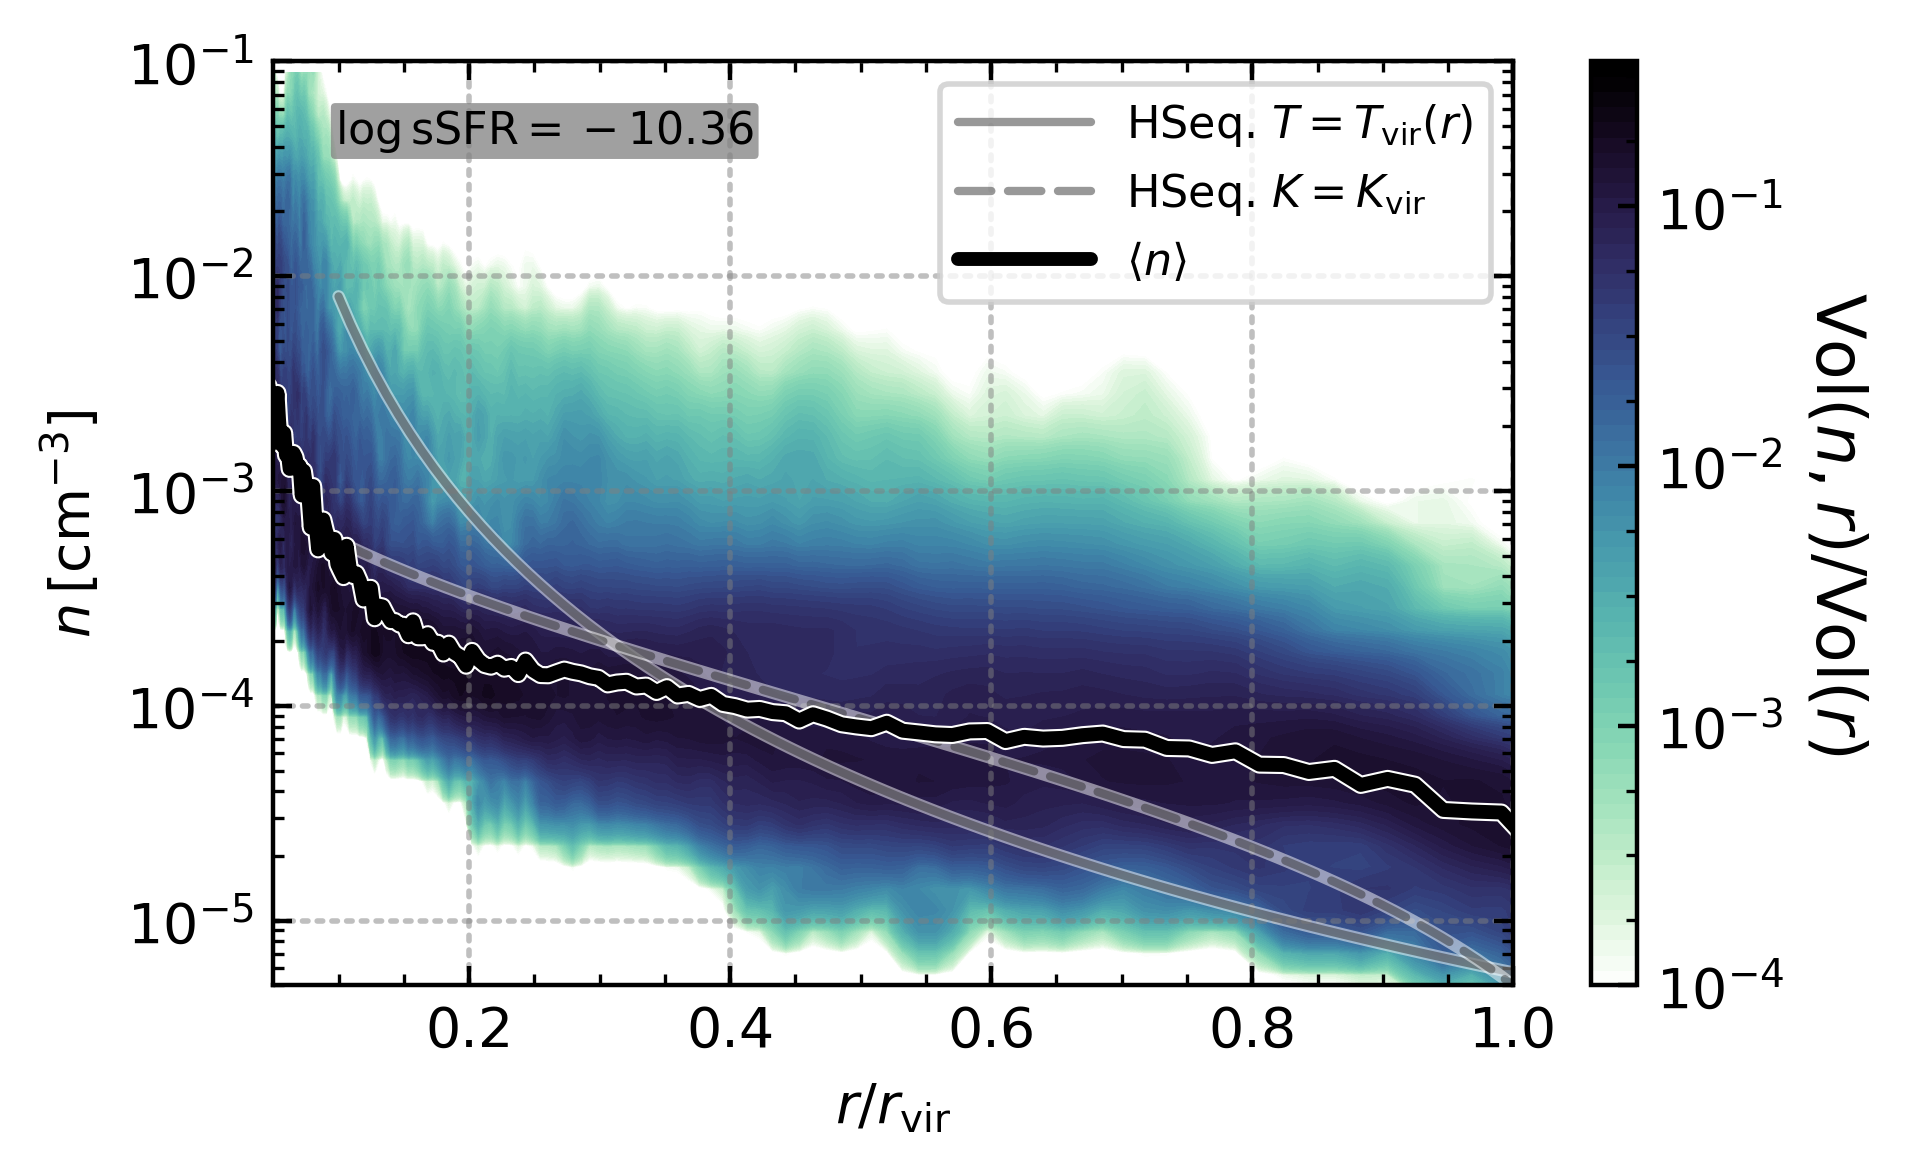 log sSFR = − 10.36
HSeq. T = T_vir(r)
HSeq. K = K_vir
⟨n⟩
10⁻¹
10⁻²
10⁻³
10⁻⁴
10⁻⁵
n [cm⁻³]
0.2 0.4 0.6 0.8 1.0
r/r_vir
10⁻¹
10⁻²
10⁻³
10⁻⁴
Vol(n, r)/Vol(r)